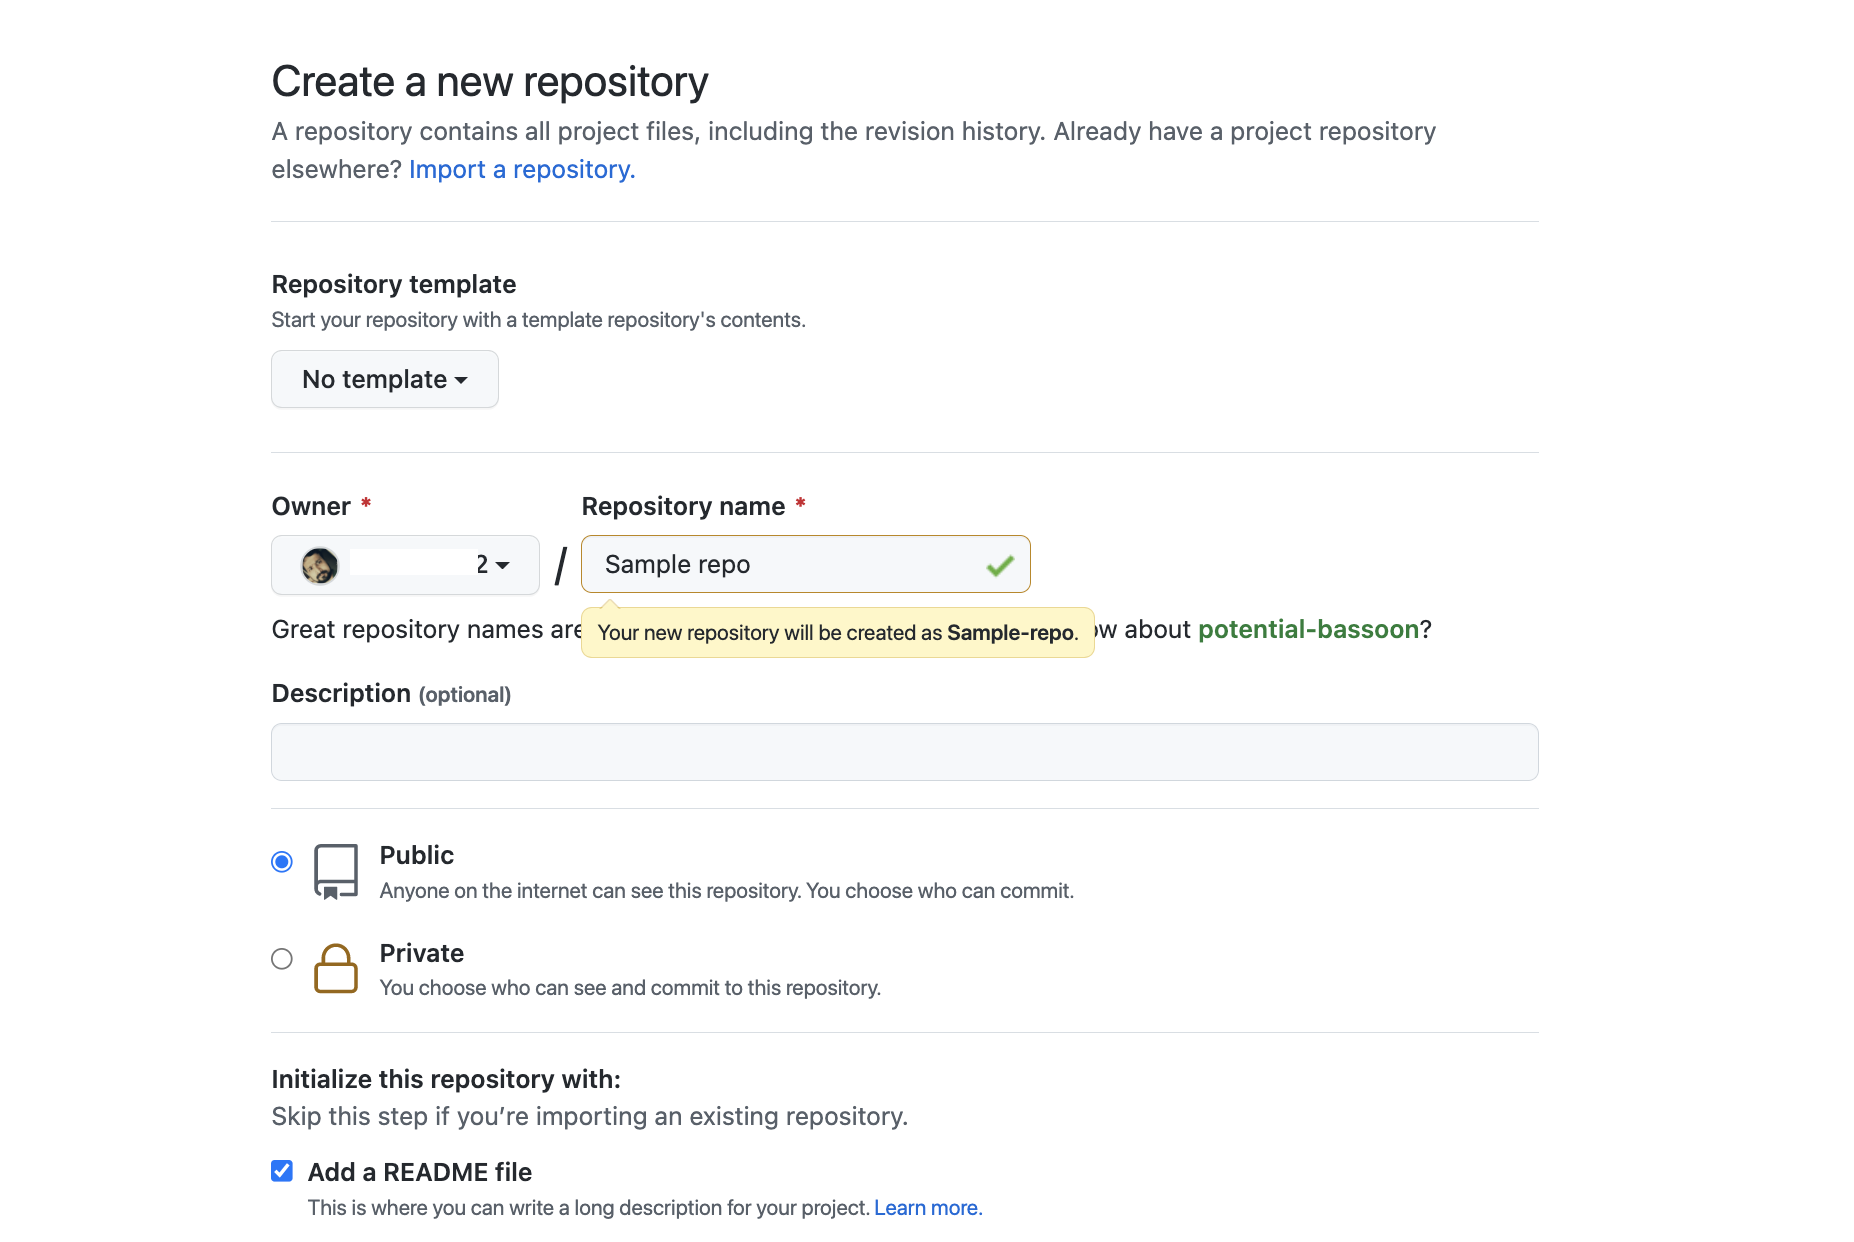 Create a new repository
A repository contains all project files, including the revision history. Already have a project repository
elsewhere? Import a repository.
Repository template
Start your repository with a template repository's contents.
No template
Owner * Repository name *
2 / Sample repo
Great repository names are
Your new repository will be created as Sample-repo.
about potential-bassoon?
Description (optional)
Public
Anyone on the internet can see this repository. You choose who can commit.
Private
You choose who can see and commit to this repository.
Initialize this repository with:
Skip this step if you’re importing an existing repository.
Add a README file
This is where you can write a long description for your project. Learn more.